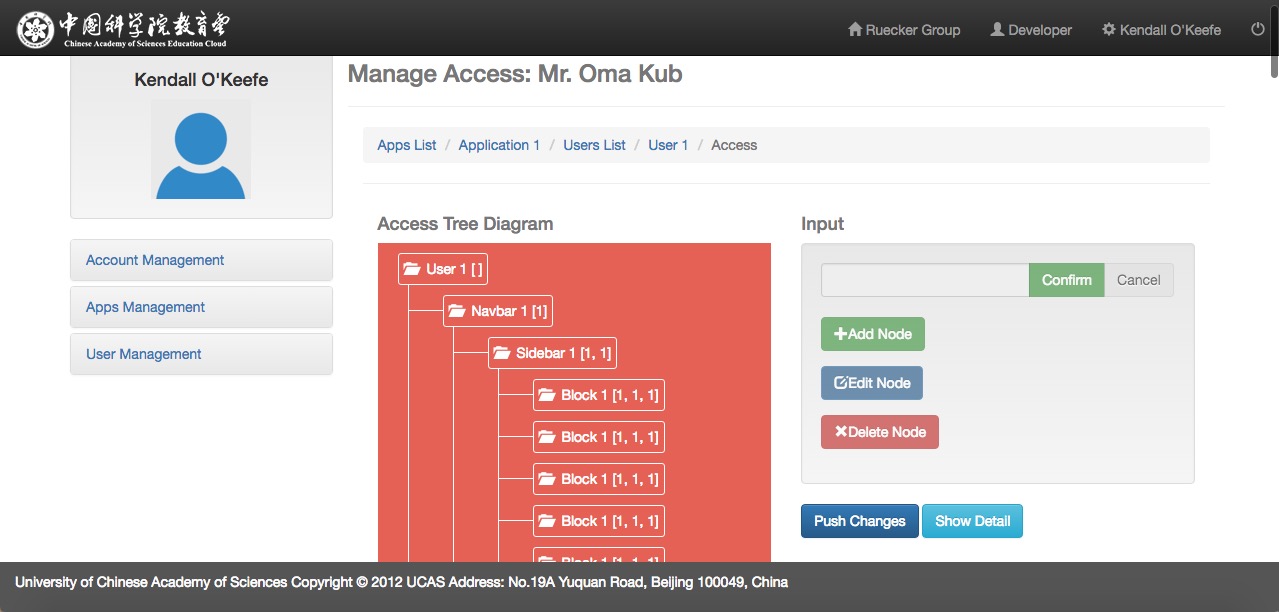 中国科学院教育云
Chinese Academy of Sciences Education Cloud
Ruecker Group
Developer
Kendall O'Keefe
Kendall O'Keefe
Account Management
Apps Management
User Management
Manage Access: Mr. Oma Kub
Apps List / Application 1 / Users List / User 1 / Access
Access Tree Diagram
User 1 [ ]
Navbar 1 [1]
Sidebar 1 [1, 1]
Block 1 [1, 1, 1]
Block 1 [1, 1, 1]
Block 1 [1, 1, 1]
Block 1 [1, 1, 1]
Block 1 [1, 1, 1]
Input
Confirm
Cancel
Add Node
Edit Node
Delete Node
Push Changes
Show Detail
University of Chinese Academy of Sciences Copyright © 2012 UCAS Address: No.19A Yuquan Road, Beijing 100049, China